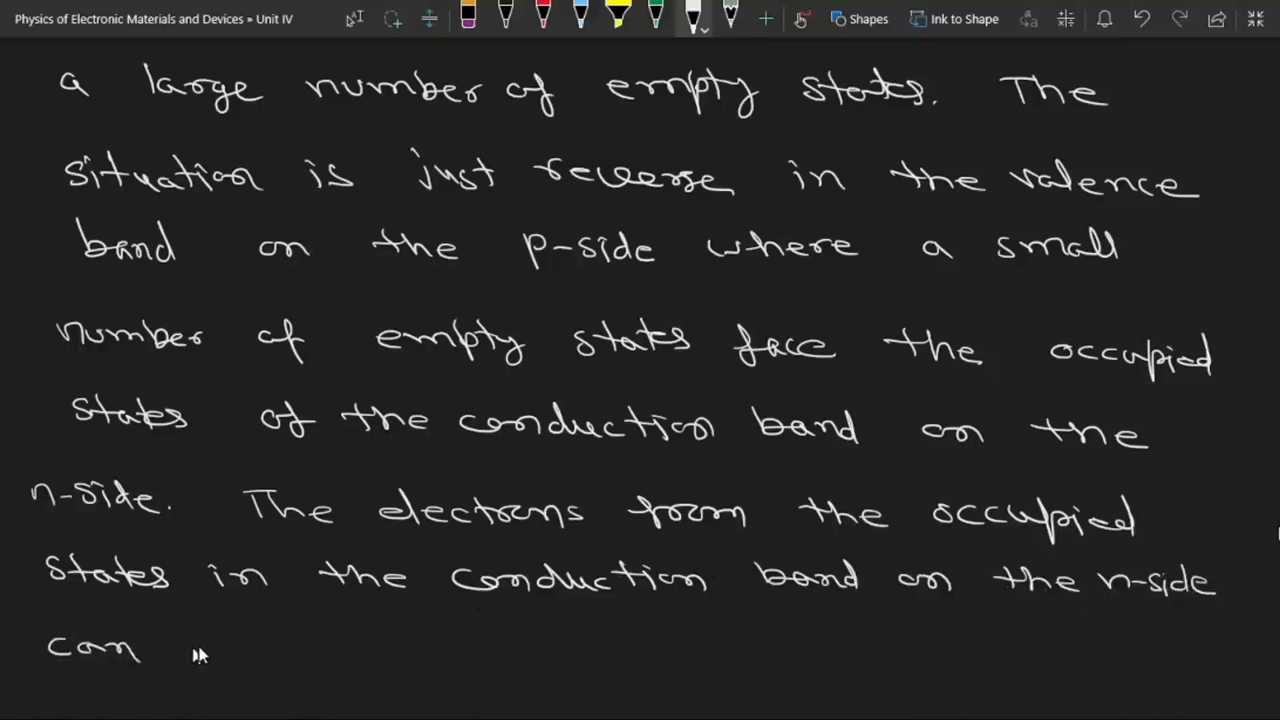 Physics of Electronic Materials and Devices » Unit IV
Shapes
Ink to Shape
a large number of empty states. The
situation is just reverse in the valence
band on the p-side where a small
number of empty states face the occupied
states of the conduction band on the
n-side. The electrons from the occupied
states in the conduction band on the n-side
can